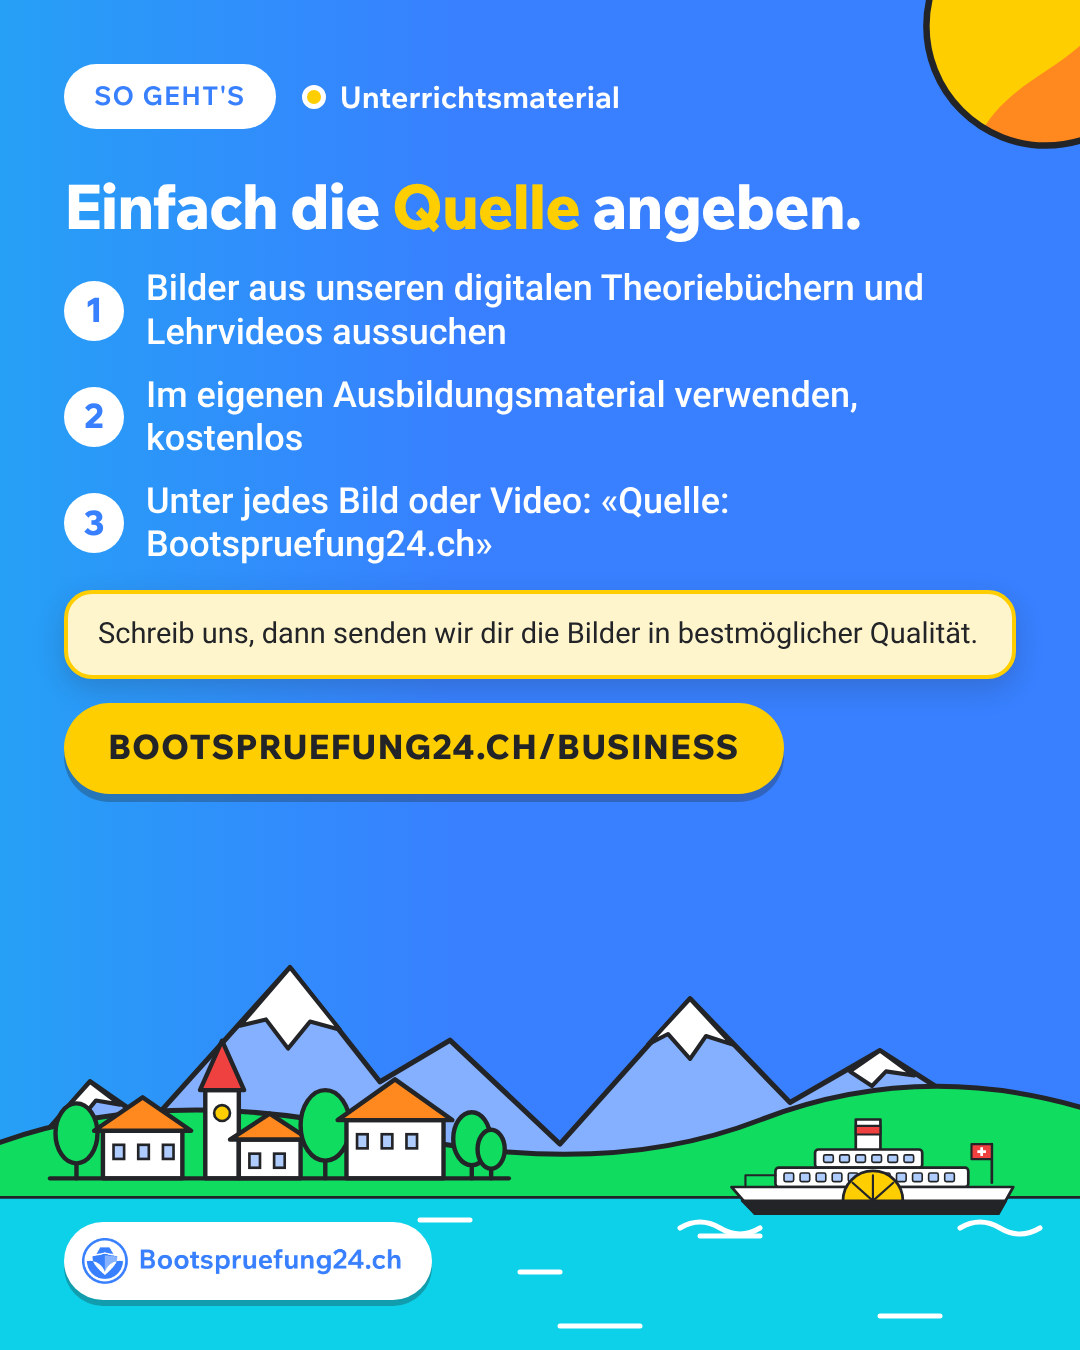 SO GEHT'S
Unterrichtsmaterial
Einfach die Quelle angeben.
1
Bilder aus unseren digitalen Theoriebüchern und
Lehrvideos aussuchen
2
Im eigenen Ausbildungsmaterial verwenden,
kostenlos
3
Unter jedes Bild oder Video: «Quelle:
Bootspruefung24.ch»
Schreib uns, dann senden wir dir die Bilder in bestmöglicher Qualität.
BOOTSPRUEFUNG24.CH/BUSINESS
Bootspruefung24.ch